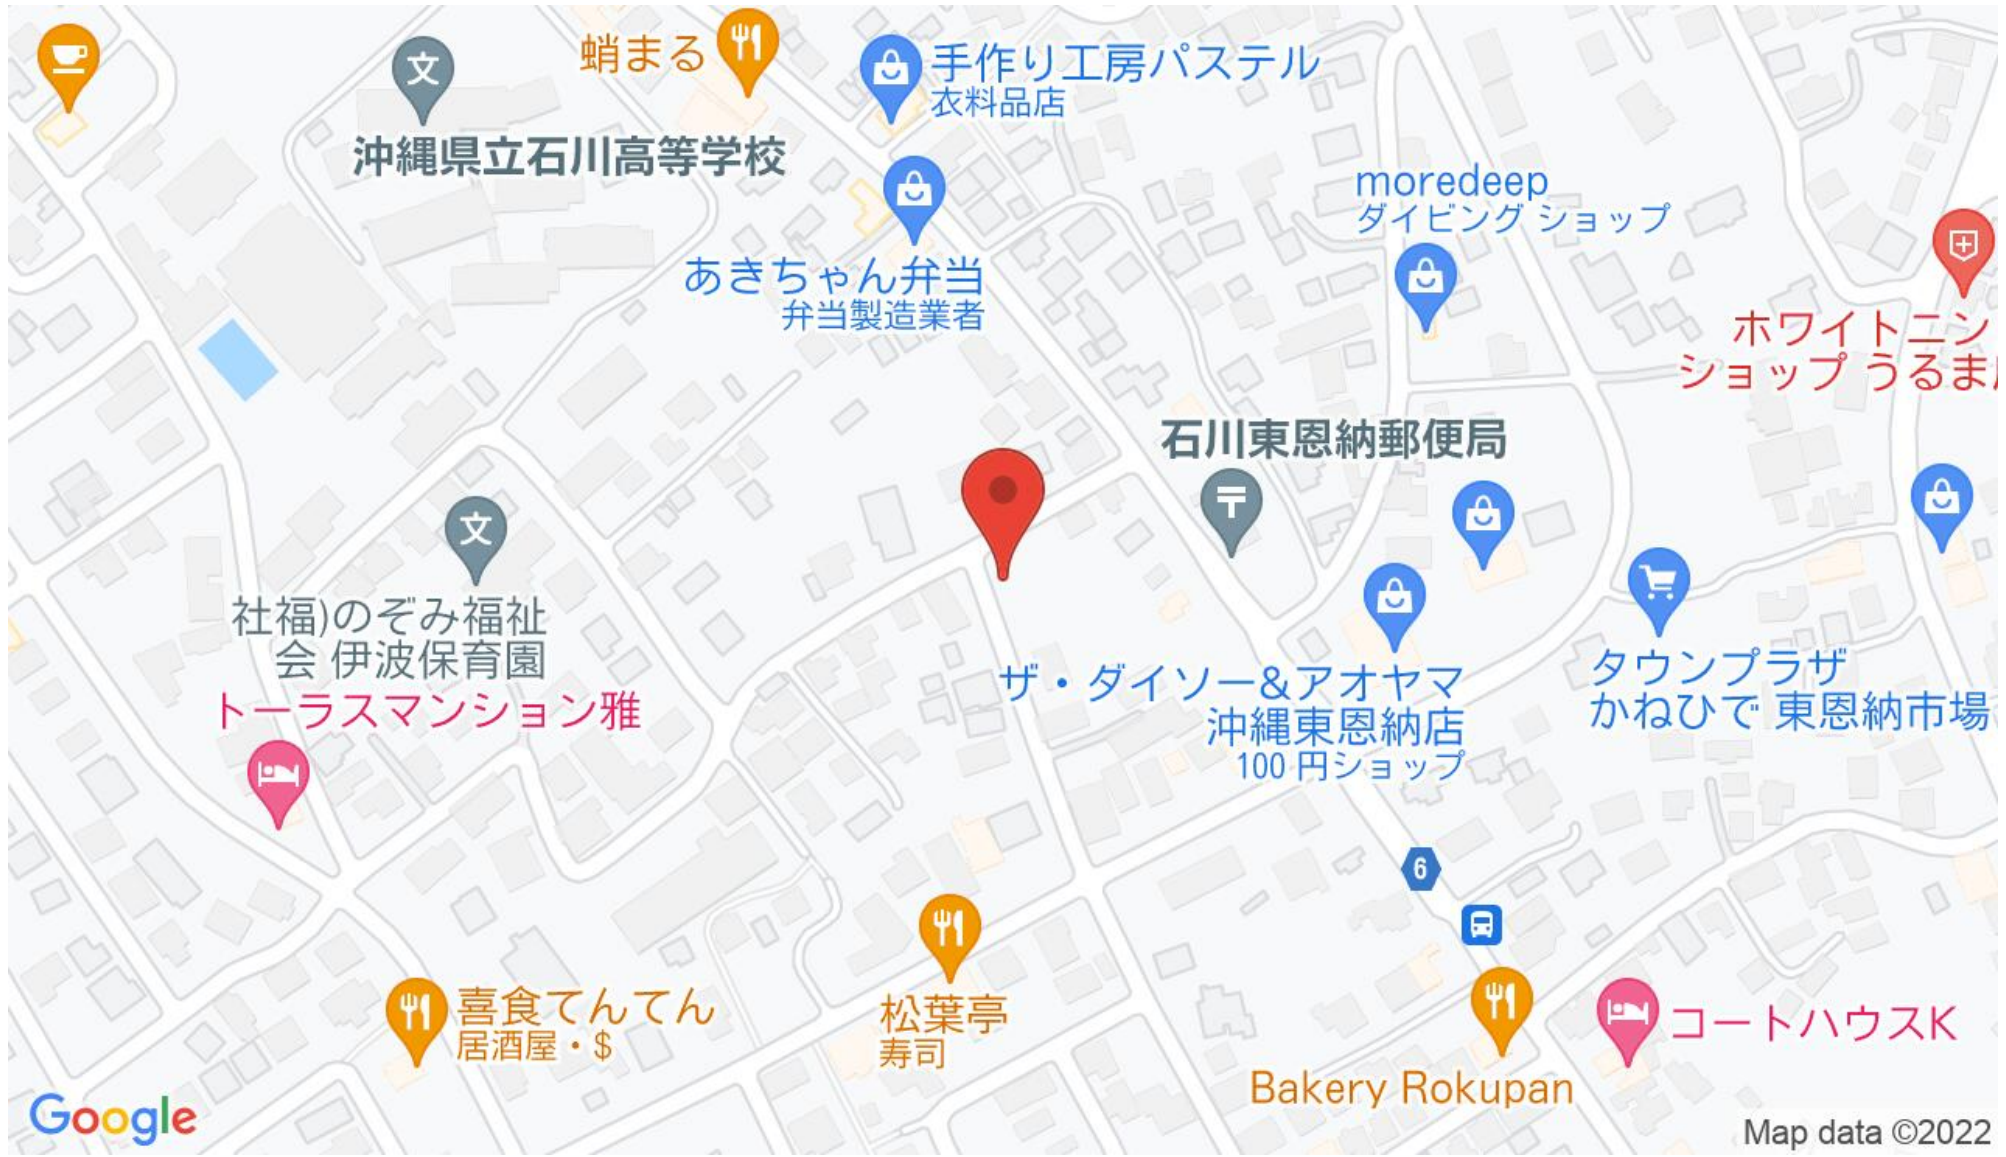 蛸まる
手作り工房パステル
衣料品店
文
沖縄県立石川高等学校
moredeep
ダイビング ショップ
あきちゃん弁当
弁当製造業者
ホワイトニン
ショップ うるま
石川東恩納郵便局
〒
文
社福)のぞみ福祉
会 伊波保育園
トーラスマンション雅
ザ・ダイソー&アオヤマ
沖縄東恩納店
100 円ショップ
タウンプラザ
かねひで 東恩納市場
6
喜食てんてん
居酒屋・$
松葉亭
寿司
コートハウスK
Bakery Rokupan
Google
Map data ©2022